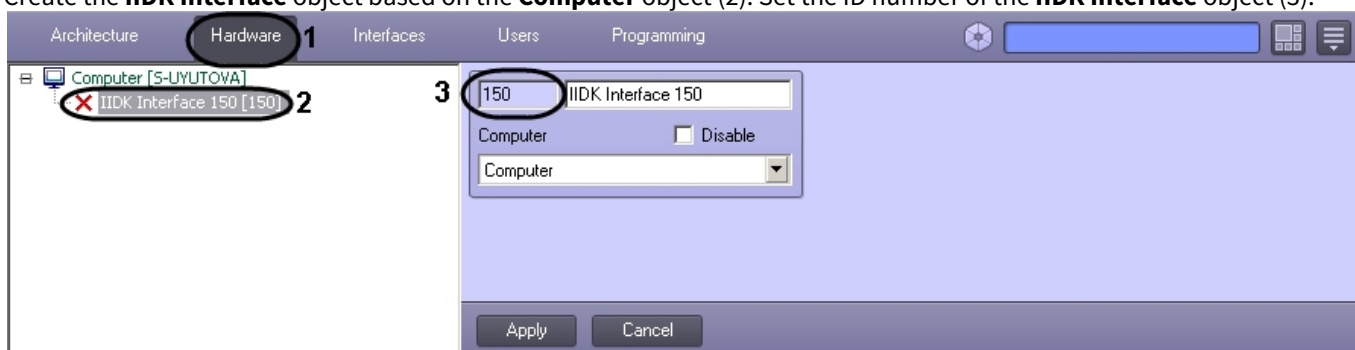 Create the IIDK Interface object based on the Computer object (2). Set the ID number of the IIDK Interface object (3).
Architecture Hardware 1 Interfaces Users Programming
Computer [S-UYUTOVA]
IIDK Interface 150 [150] 2
3 150 IIDK Interface 150
Computer Disable
Computer
Apply Cancel